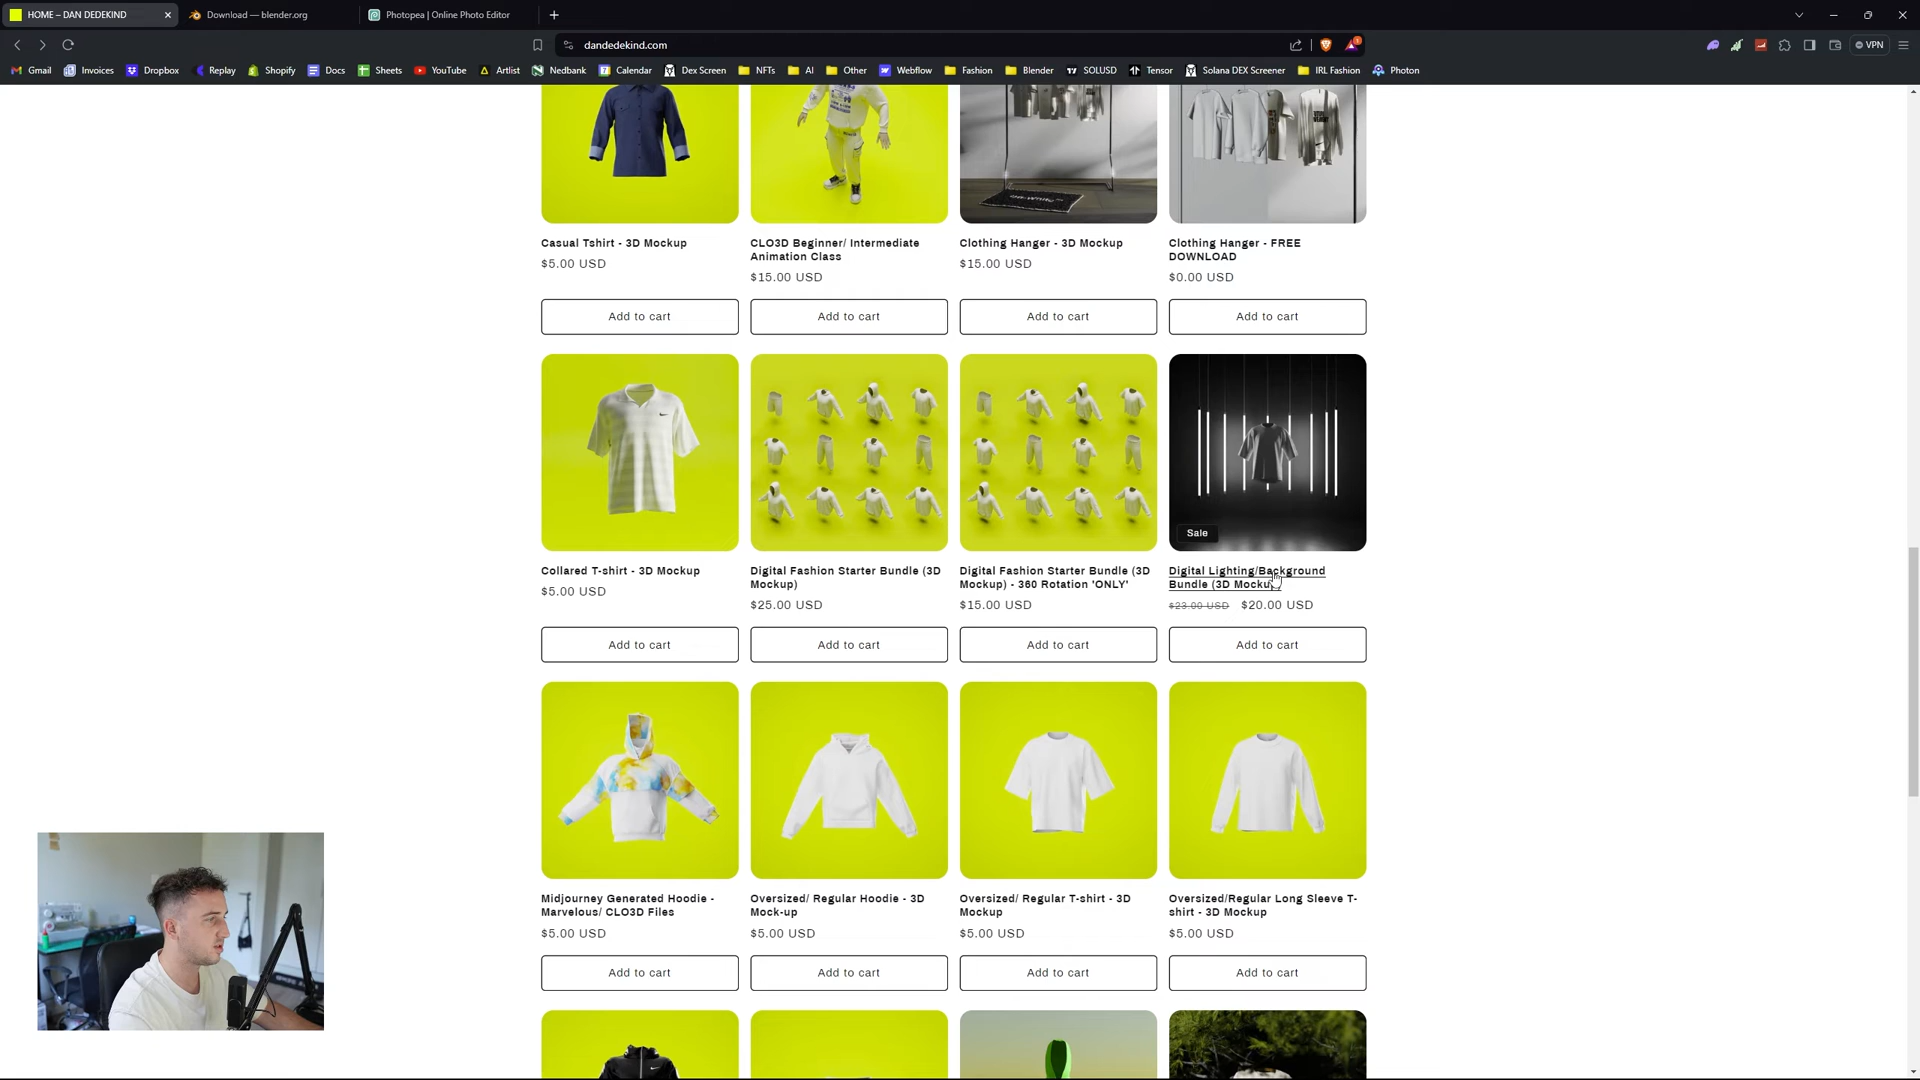 HOME – DAN DEDEKIND
Download — blender.org
Photopea | Online Photo Editor
dandedekind.com
VPN
Gmail
Invoices
Dropbox
Replay
Shopify
Docs
Sheets
YouTube
Artlist
Nedbank
Calendar
Dex Screen
NFTs
AI
Other
Webflow
Fashion
Blender
SOLUSD
Tensor
Solana DEX Screener
IRL Fashion
Photon
Casual Tshirt - 3D Mockup
$5.00 USD
Add to cart
CLO3D Beginner/ Intermediate
Animation Class
$15.00 USD
Add to cart
Clothing Hanger - 3D Mockup
$15.00 USD
Add to cart
Clothing Hanger - FREE
DOWNLOAD
$0.00 USD
Add to cart
Collared T-shirt - 3D Mockup
$5.00 USD
Add to cart
Digital Fashion Starter Bundle (3D
Mockup)
$25.00 USD
Add to cart
Digital Fashion Starter Bundle (3D
Mockup) - 360 Rotation 'ONLY'
$15.00 USD
Add to cart
Sale
Digital Lighting/Background
Bundle (3D Mockup)
$23.00 USD $20.00 USD
Add to cart
Midjourney Generated Hoodie -
Marvelous/ CLO3D Files
$5.00 USD
Add to cart
Oversized/ Regular Hoodie - 3D
Mock-up
$5.00 USD
Add to cart
Oversized/ Regular T-shirt - 3D
Mockup
$5.00 USD
Add to cart
Oversized/Regular Long Sleeve T-
shirt - 3D Mockup
$5.00 USD
Add to cart